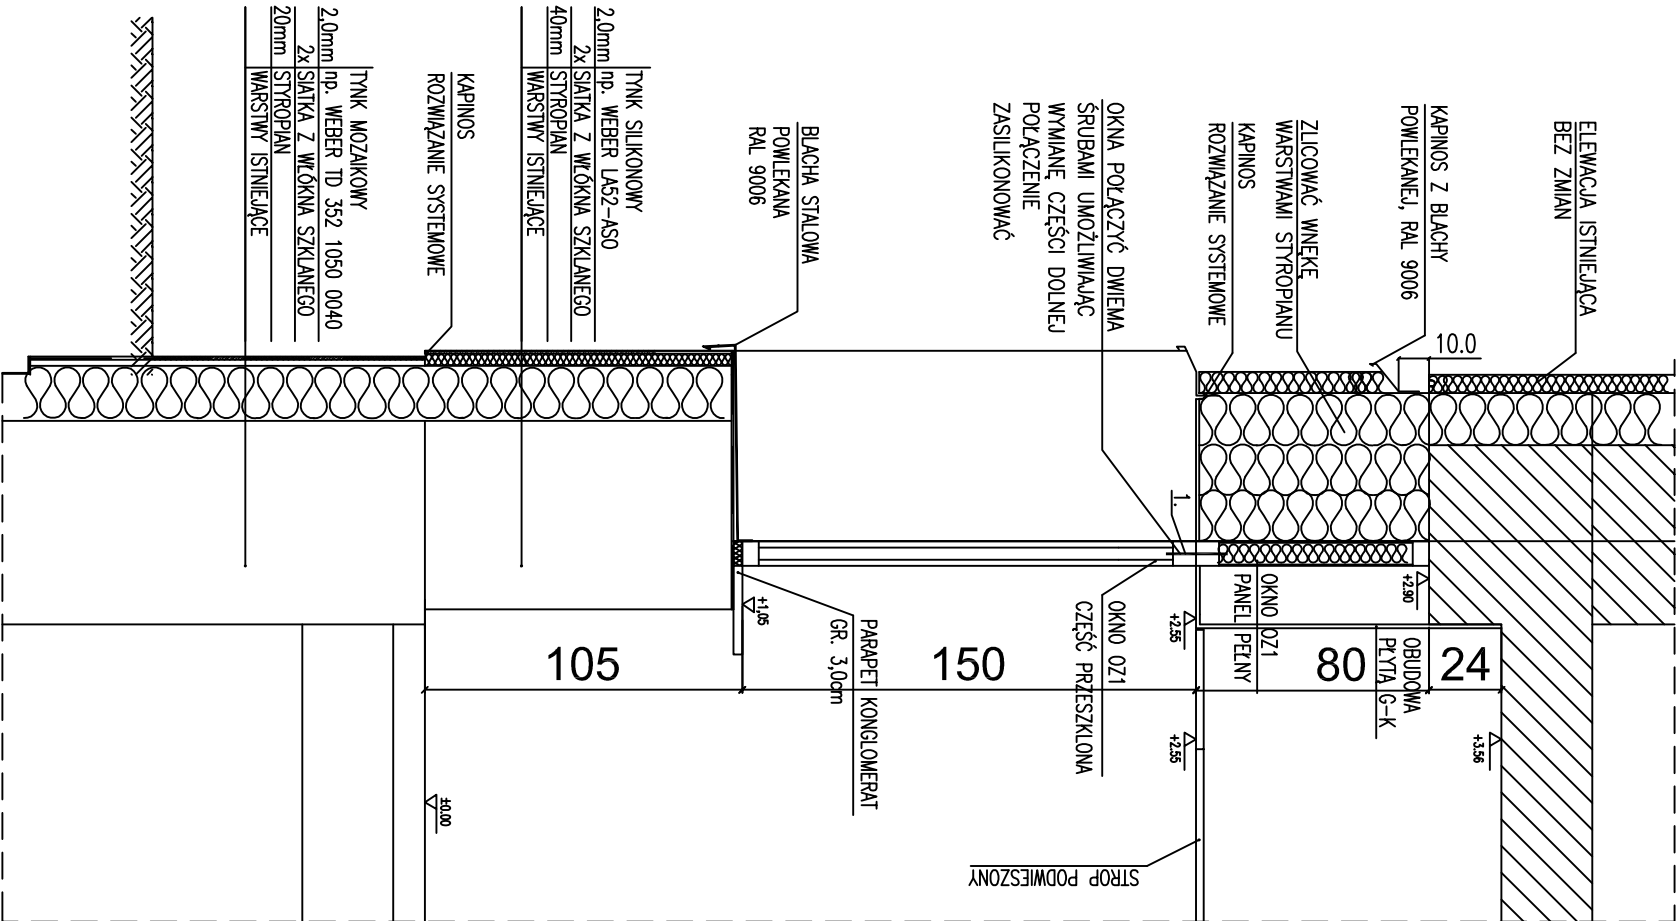 ELEWACJA ISTNIEJĄCA
BEZ ZMIAN
KAPINOS Z BLACHY
POWLEKANEJ, RAL 9006
10.0
ZLICOWAĆ WNĘKĘ
WARSTWAMI STYROPIANU
KAPINOS
ROZWIĄZANIE SYSTEMOWE
OKNA POŁĄCZYĆ DWIEMA
ŚRUBAMI UMOŻLIWIAJĄC
WYMIANĘ CZĘŚCI DOLNEJ
POŁĄCZENIE
ZASILIKONOWAĆ
BLACHA STALOWA
POWLEKANA
RAL 9006
TYNK SILIKONOWY
2,0mm np. WEBER LA52-ASO
2x SIATKA Z WŁÓKNA SZKLANEGO
40mm STYROPIAN
WARSTWY ISTNIEJĄCE
KAPINOS
ROZWIĄZANIE SYSTEMOWE
TYNK MOZAIKOWY
2,0mm np. WEBER TD 352 1050 0040
2x SIATKA Z WŁÓKNA SZKLANEGO
20mm STYROPIAN
WARSTWY ISTNIEJĄCE
1.
+2.90
OKNO OZ1
PANEL PEŁNY
OBUDOWA
PŁYTĄ G-K
+2.55
OKNO OZ1
CZĘŚĆ PRZESZKLONA
+1,05
PARAPET KONGLOMERAT
GR. 3,0cm
24
80
150
105
+3.56
+2.55
±0.00
STROP PODWIESZONY